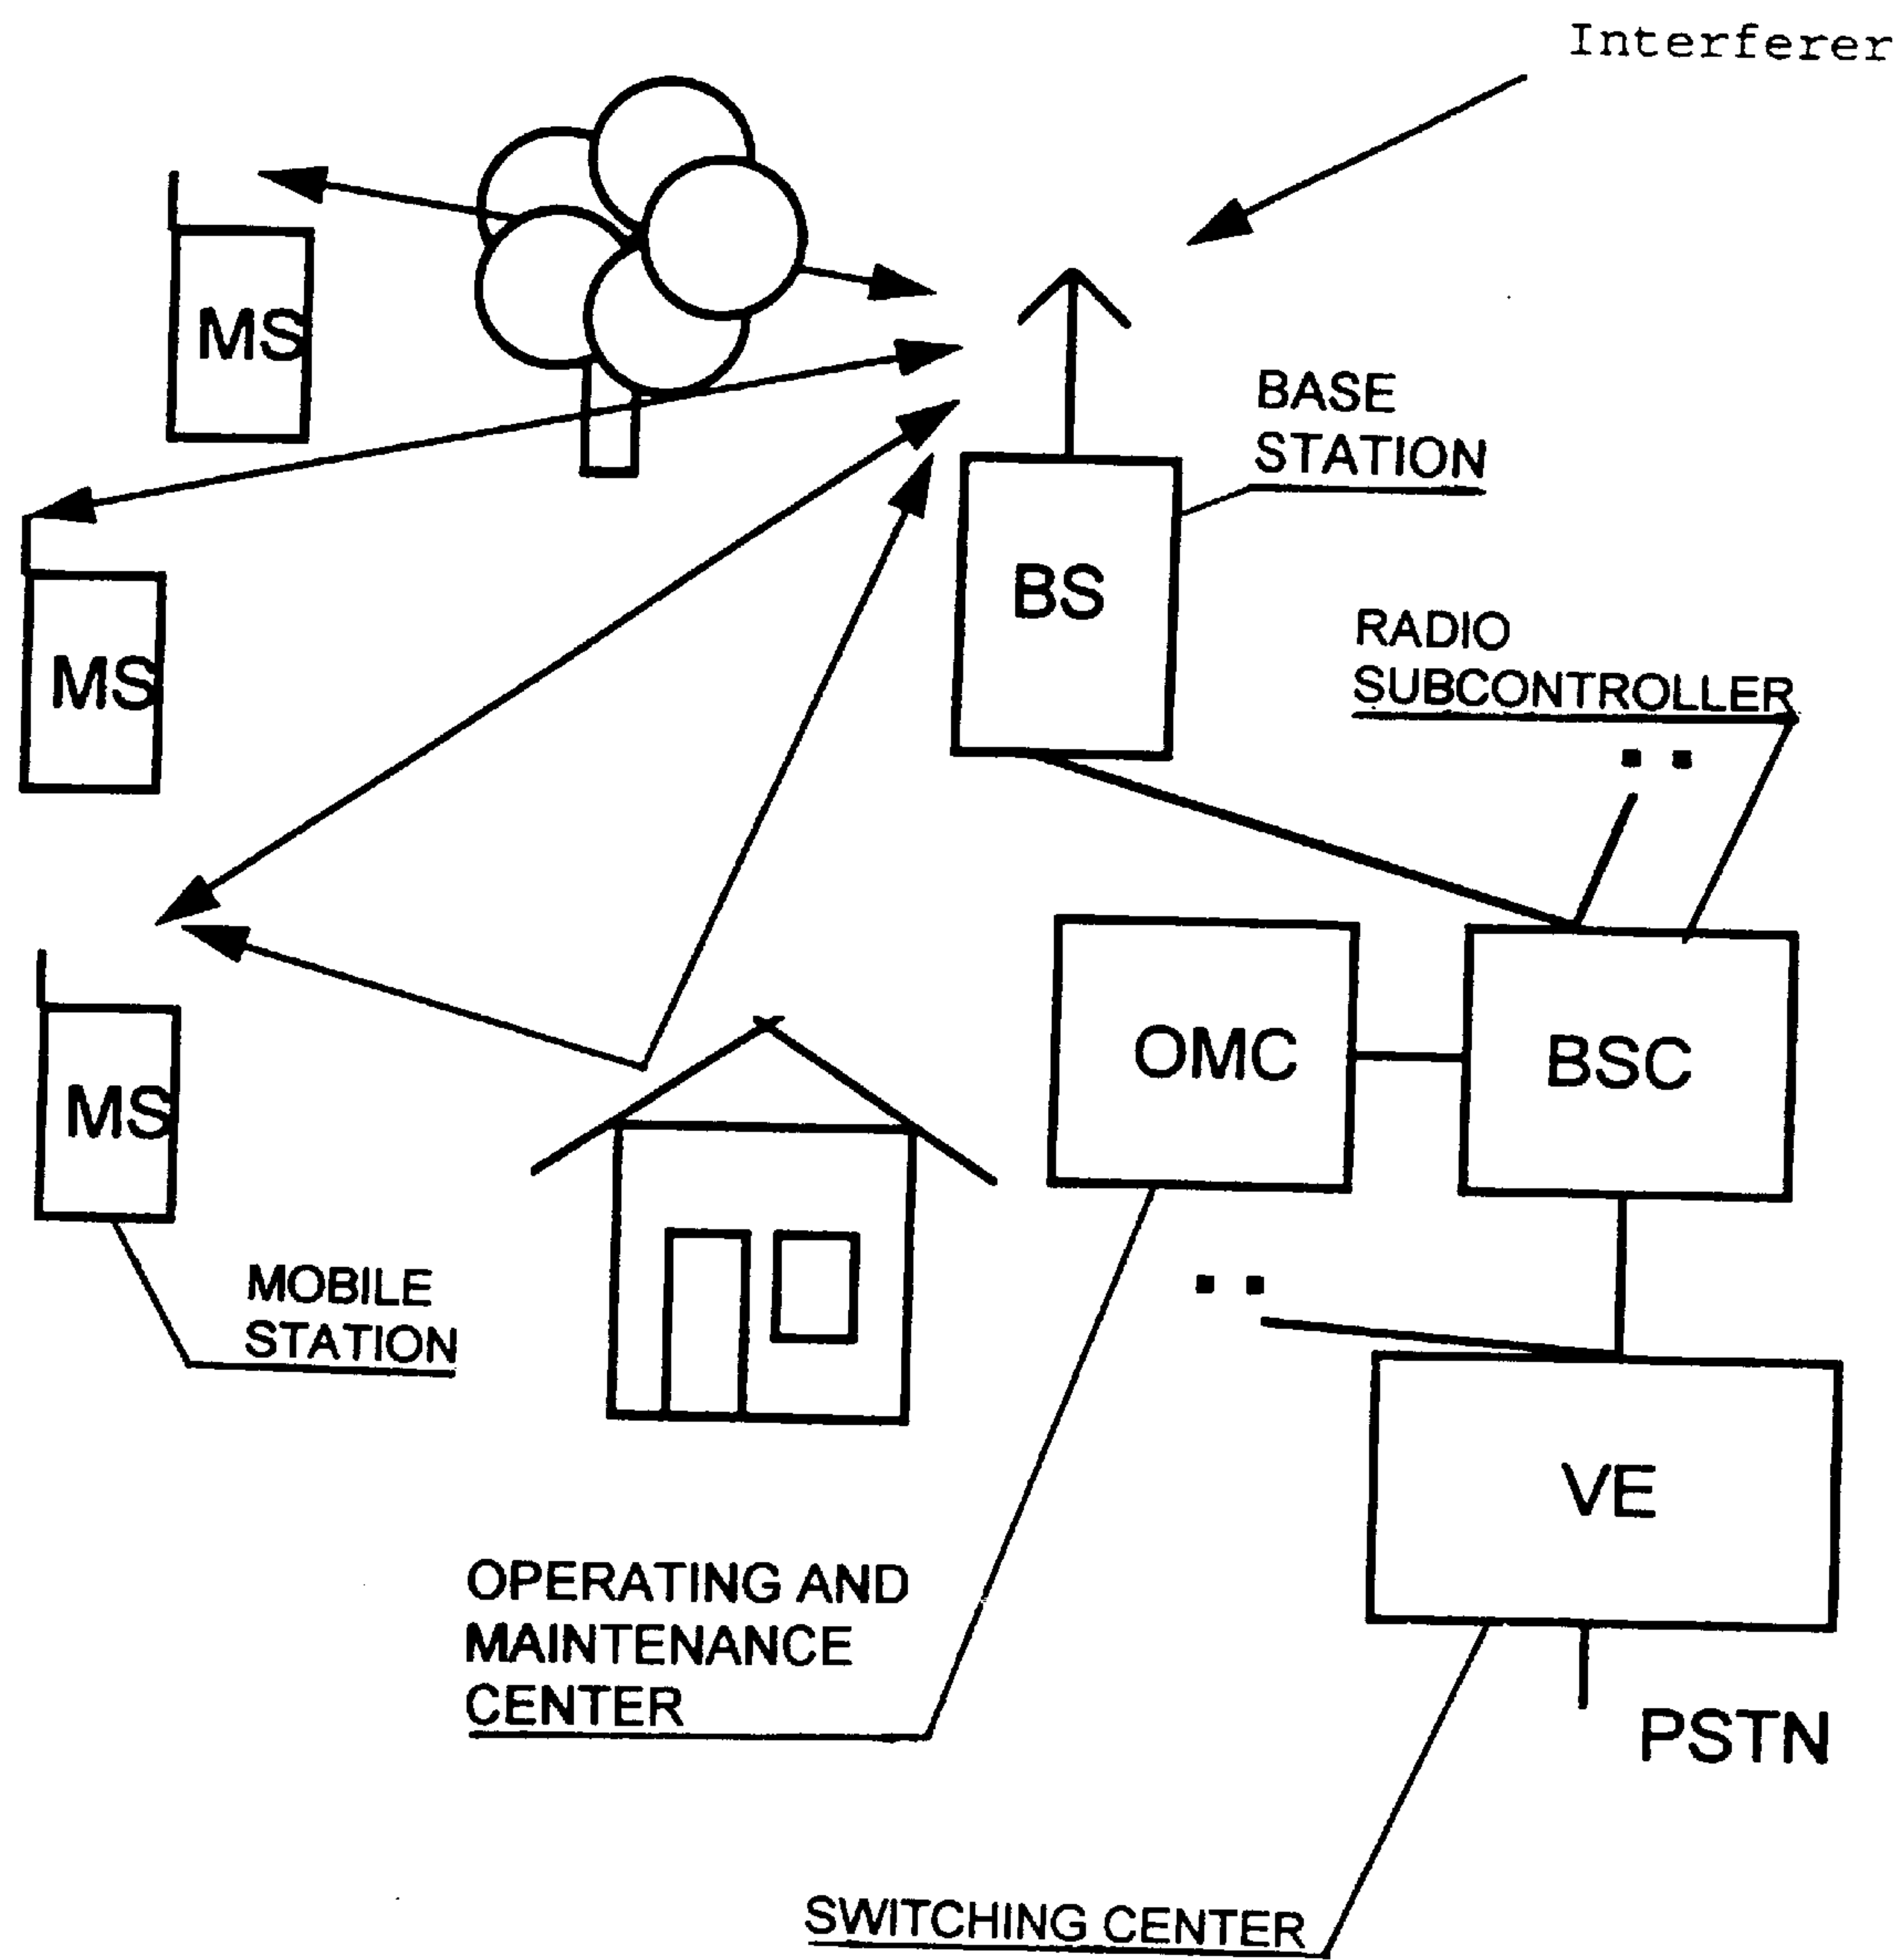 Interferer
MS
BASE
STATION
BS
RADIO
SUBCONTROLLER
MS
OMC
BSC
MS
MOBILE
STATION
VE
OPERATING AND
MAINTENANCE
CENTER
PSTN
SWITCHING CENTER